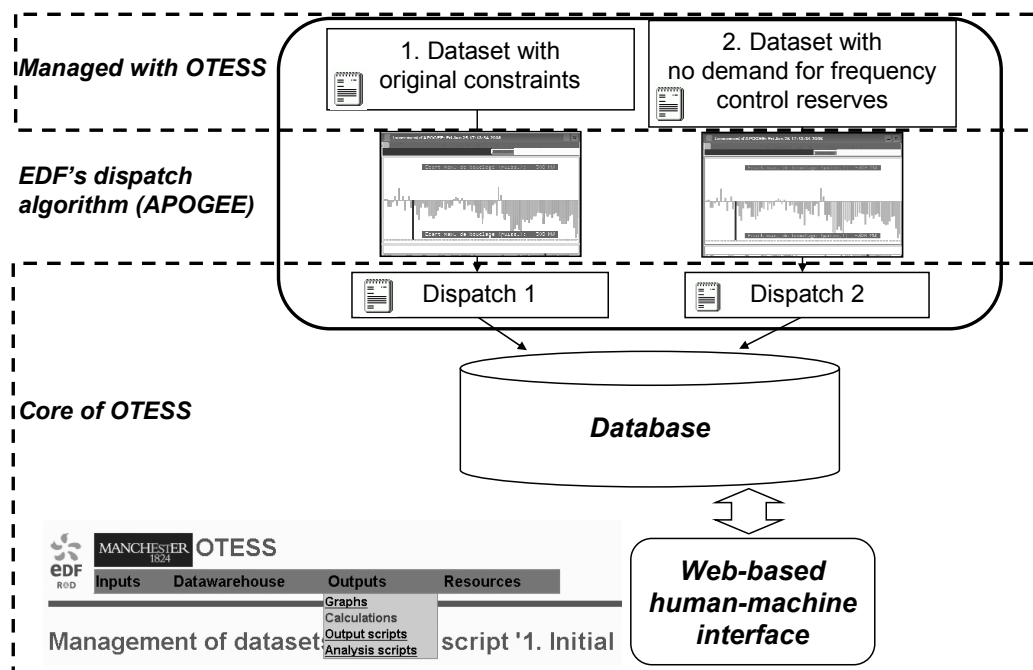 Managed with OTESS
1. Dataset with
original constraints
2. Dataset with
no demand for frequency
control reserves
EDF's dispatch
algorithm (APOGEE)
Dispatch 1
Dispatch 2
Core of OTESS
Database
Web-based
human-machine
interface
eDF
R&D
MANCHESTER
1824
OTESS
Inputs Datawarehouse Outputs Resources
Graphs
Calculations
Output scripts
Analysis scripts
Management of datasets script '1. Initial